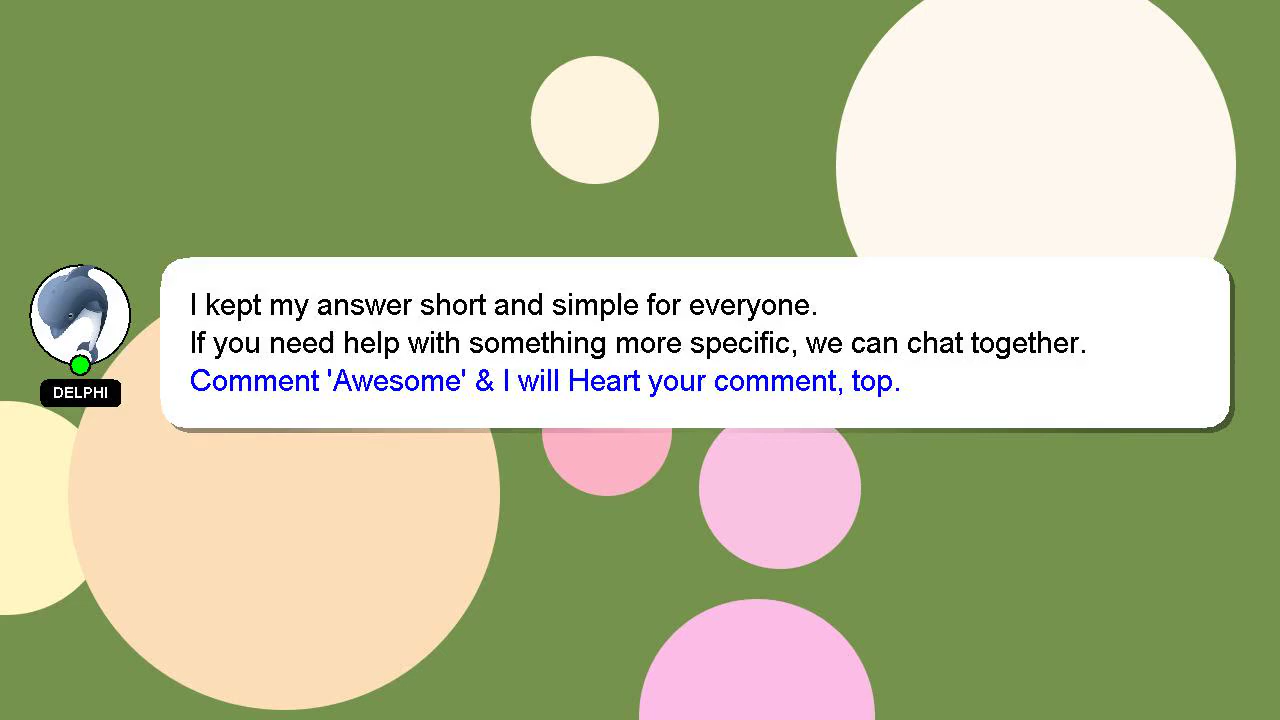 I kept my answer short and simple for everyone.
If you need help with something more specific, we can chat together.
Comment 'Awesome' & I will Heart your comment, top.
DELPHI